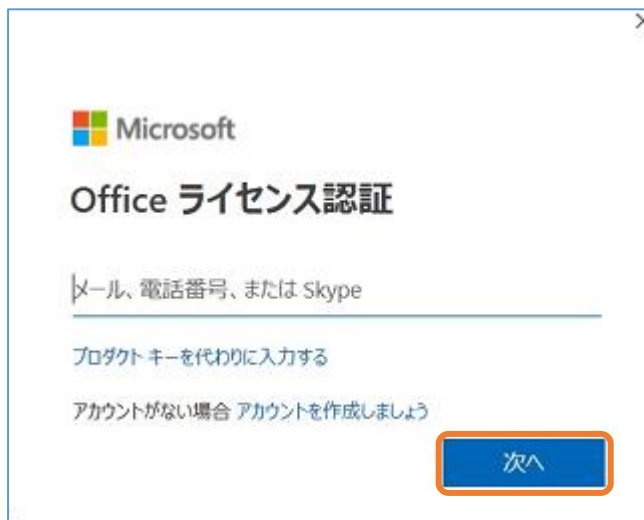 Microsoft
Office ライセンス認証
メール、電話番号、または Skype
プロダクト キーを代わりに入力する
アカウントがない場合 アカウントを作成しましょう
次へ